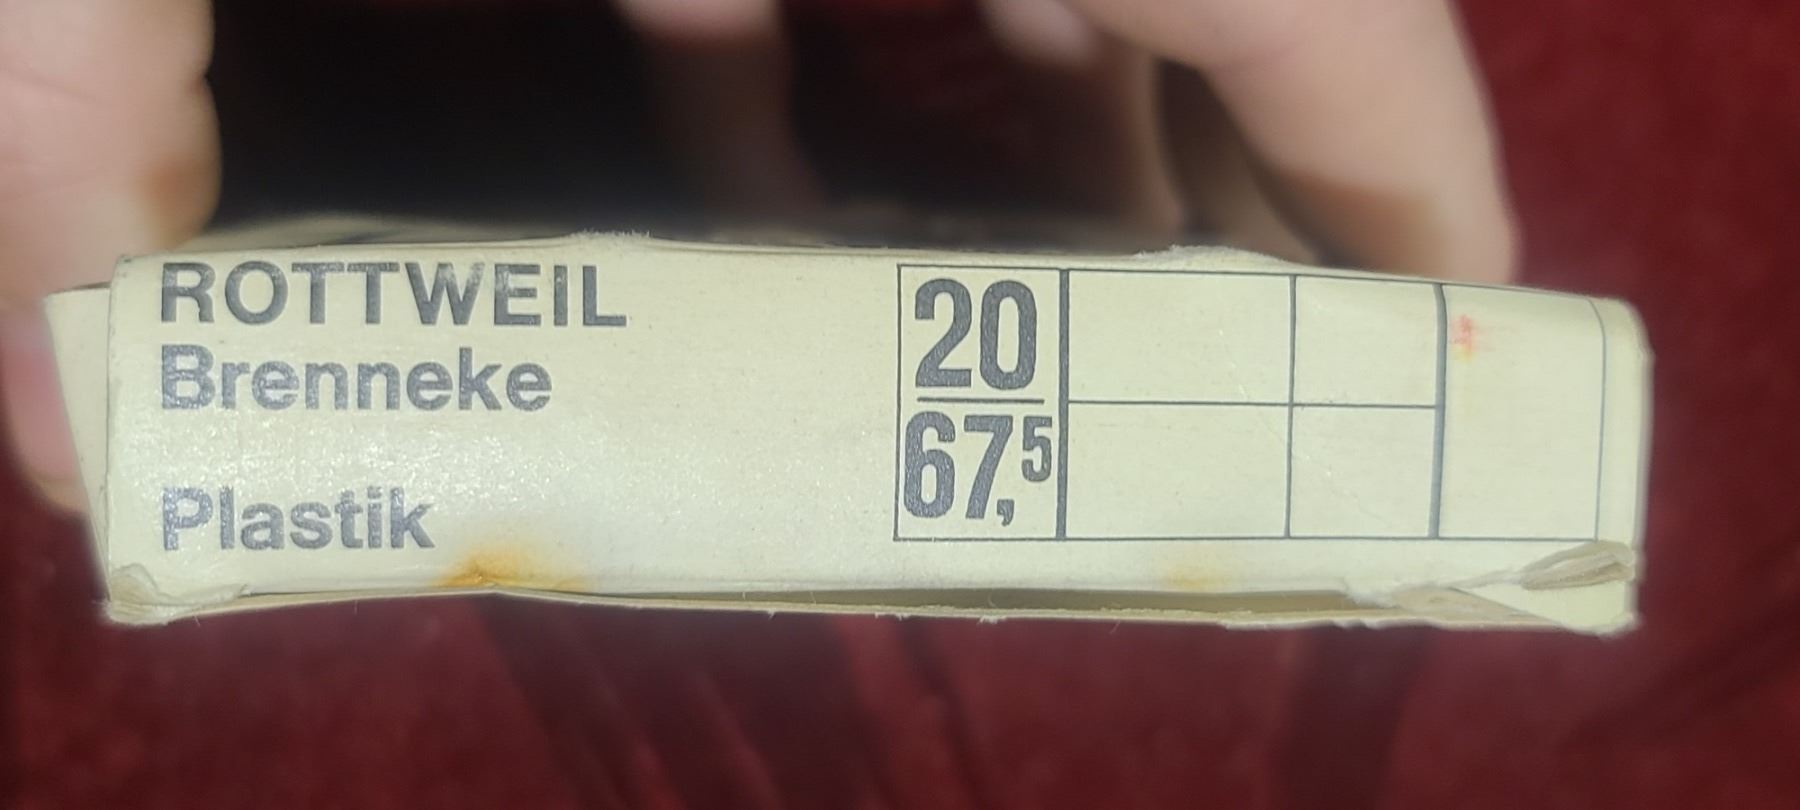 ROTTWEIL
Brenneke
Plastik
20
67,5